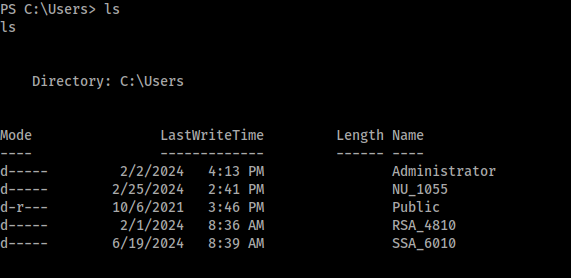 PS C:\Users> ls
ls
Directory: C:\Users
Mode LastWriteTime Length Name
---- ------------- ------ ----
d----- 2/2/2024 4:13 PM Administrator
d----- 2/25/2024 2:41 PM NU_1055
d-r--- 10/6/2021 3:46 PM Public
d----- 2/1/2024 8:36 AM RSA_4810
d----- 6/19/2024 8:39 AM SSA_6010